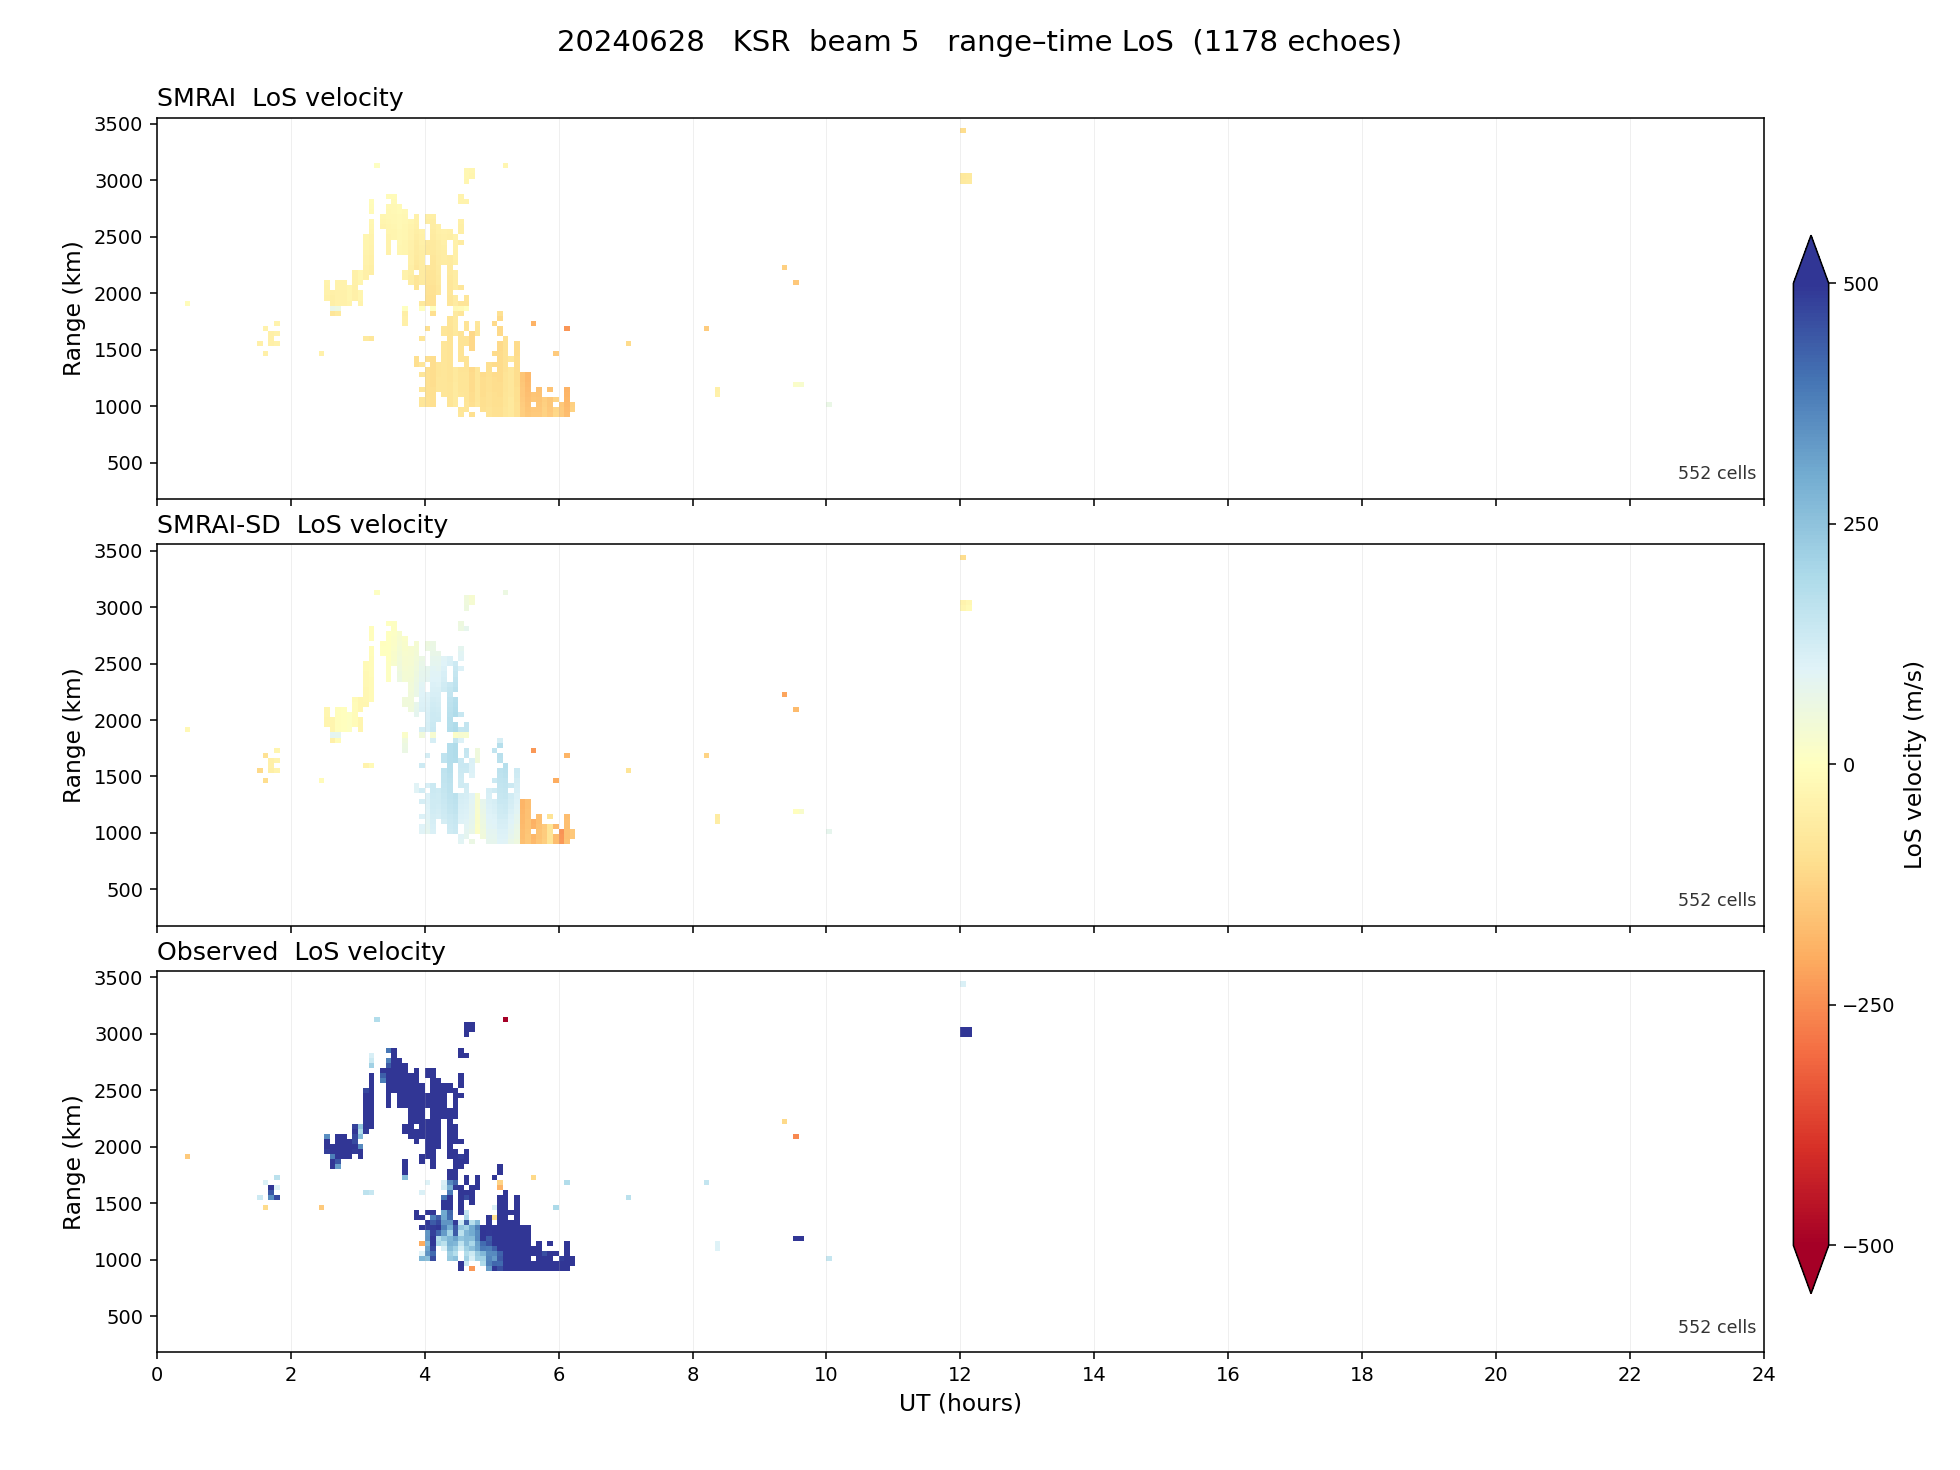 20240628   KSR  beam 5   range–time LoS  (1178 echoes)
SMRAI  LoS velocity
3500
3000
2500
2000
1500
1000
500
Range (km)
552 cells
SMRAI-SD  LoS velocity
3500
3000
2500
2000
1500
1000
500
Range (km)
552 cells
Observed  LoS velocity
3500
3000
2500
2000
1500
1000
500
Range (km)
552 cells
0 2 4 6 8 10 12 14 16 18 20 22 24
UT (hours)
500
250
0
−250
−500
LoS velocity (m/s)